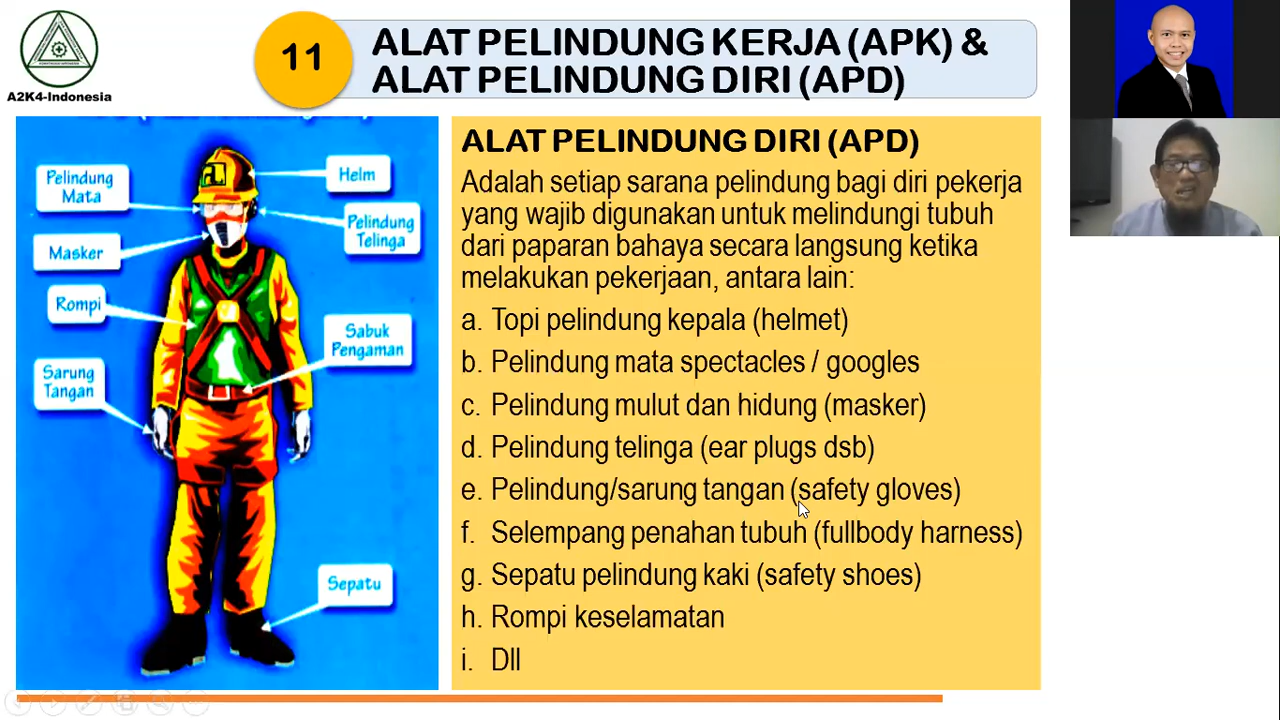 A2K4-Indonesia
11
ALAT PELINDUNG KERJA (APK) &
ALAT PELINDUNG DIRI (APD)
Pelindung
Mata
Masker
Rompi
Sarung
Tangan
Helm
Pelindung
Telinga
Sabuk
Pengaman
Sepatu
ALAT PELINDUNG DIRI (APD)
Adalah setiap sarana pelindung bagi diri pekerja
yang wajib digunakan untuk melindungi tubuh
dari paparan bahaya secara langsung ketika
melakukan pekerjaan, antara lain:
a. Topi pelindung kepala (helmet)
b. Pelindung mata spectacles / googles
c. Pelindung mulut dan hidung (masker)
d. Pelindung telinga (ear plugs dsb)
e. Pelindung/sarung tangan (safety gloves)
f. Selempang penahan tubuh (fullbody harness)
g. Sepatu pelindung kaki (safety shoes)
h. Rompi keselamatan
i. Dll